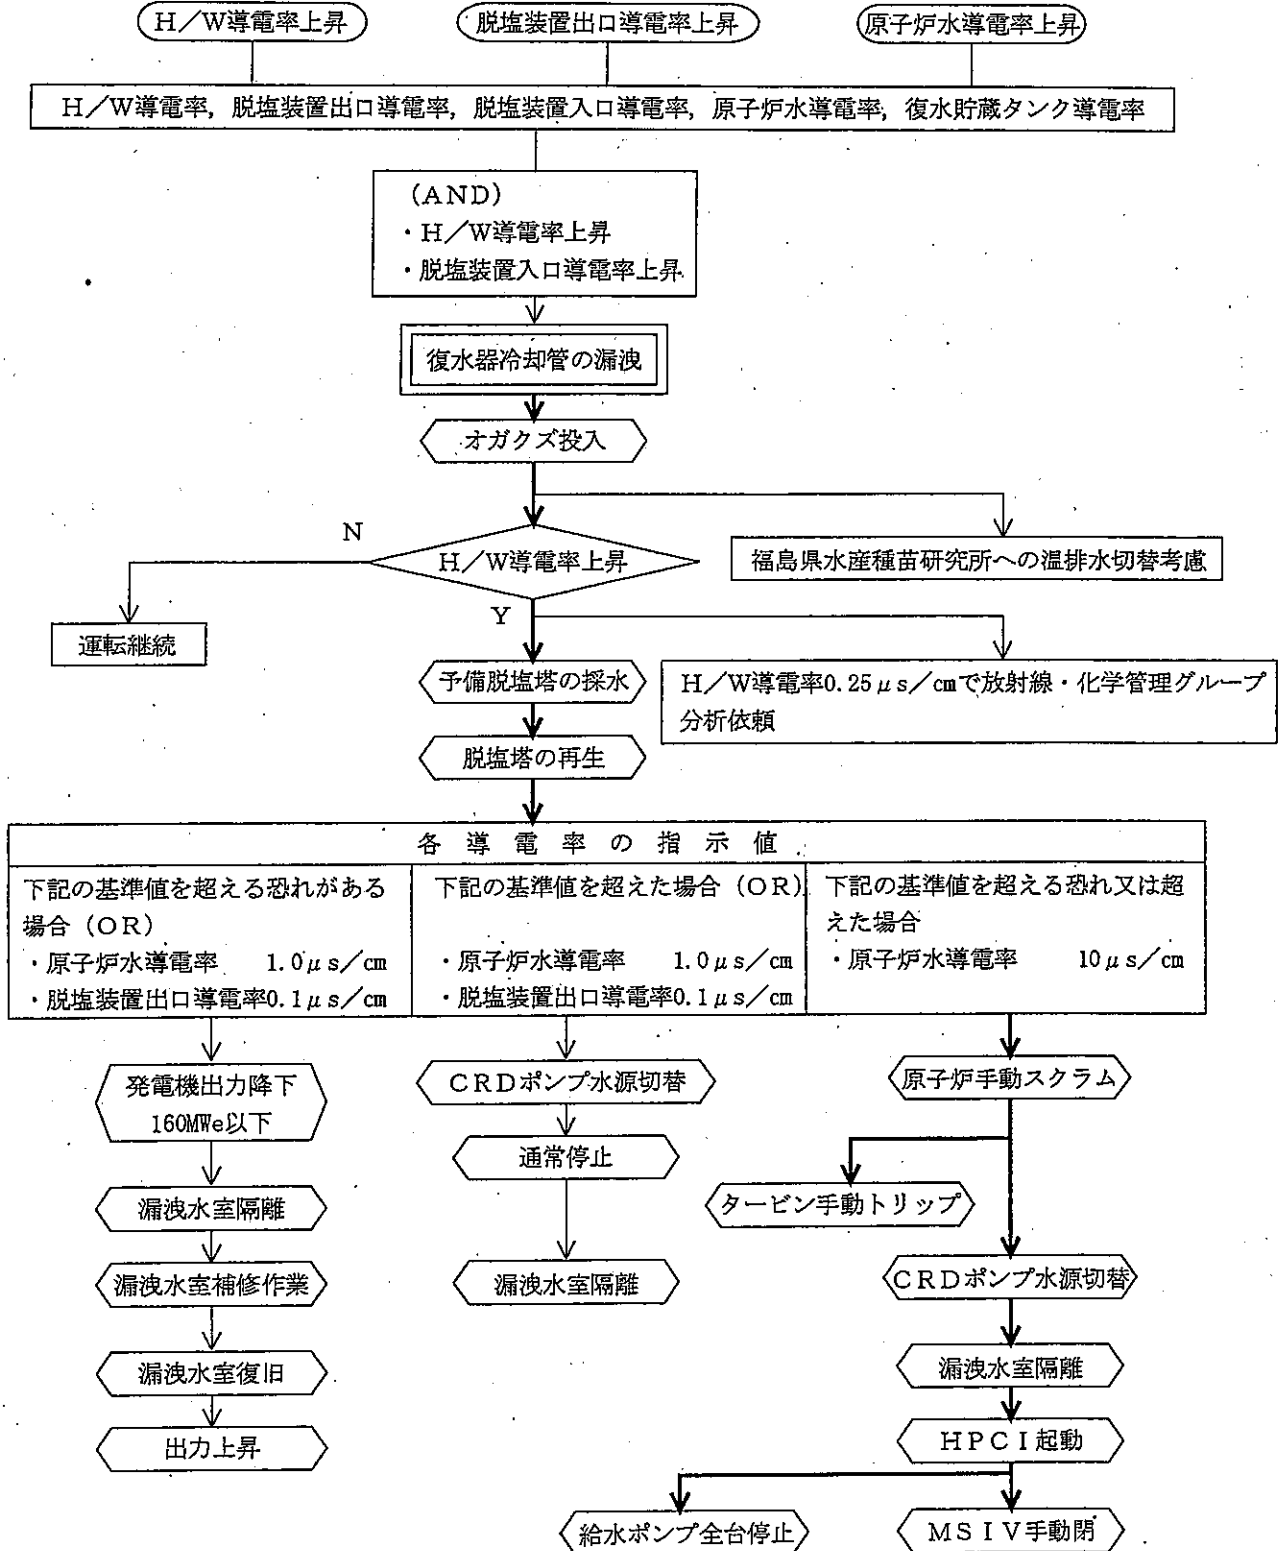 H／W導電率上昇
脱塩装置出口導電率上昇
原子炉水導電率上昇
H／W導電率，脱塩装置出口導電率，脱塩装置入口導電率，原子炉水導電率，復水貯蔵タンク導電率
（AND）
・H／W導電率上昇
・脱塩装置入口導電率上昇
復水器冷却管の漏洩
オガクズ投入
N
H／W導電率上昇
福島県水産種苗研究所への温排水切替考慮
Y
運転継続
予備脱塩塔の採水
H／W導電率0.25μs／㎝で放射線・化学管理グループ
分析依頼
脱塩塔の再生
各導電率の指示値
下記の基準値を超える恐れがある
場合（OR）
・原子炉水導電率 1.0μs／㎝
・脱塩装置出口導電率0.1μs／㎝
下記の基準値を超えた場合（OR）
・原子炉水導電率 1.0μs／㎝
・脱塩装置出口導電率0.1μs／㎝
下記の基準値を超える恐れ又は超
えた場合
・原子炉水導電率 10μs／㎝
発電機出力降下
160MWe以下
漏洩水室隔離
漏洩水室補修作業
漏洩水室復旧
出力上昇
CRDポンプ水源切替
通常停止
漏洩水室隔離
原子炉手動スクラム
タービン手動トリップ
CRDポンプ水源切替
漏洩水室隔離
HPCI起動
給水ポンプ全台停止
MSIV手動閉